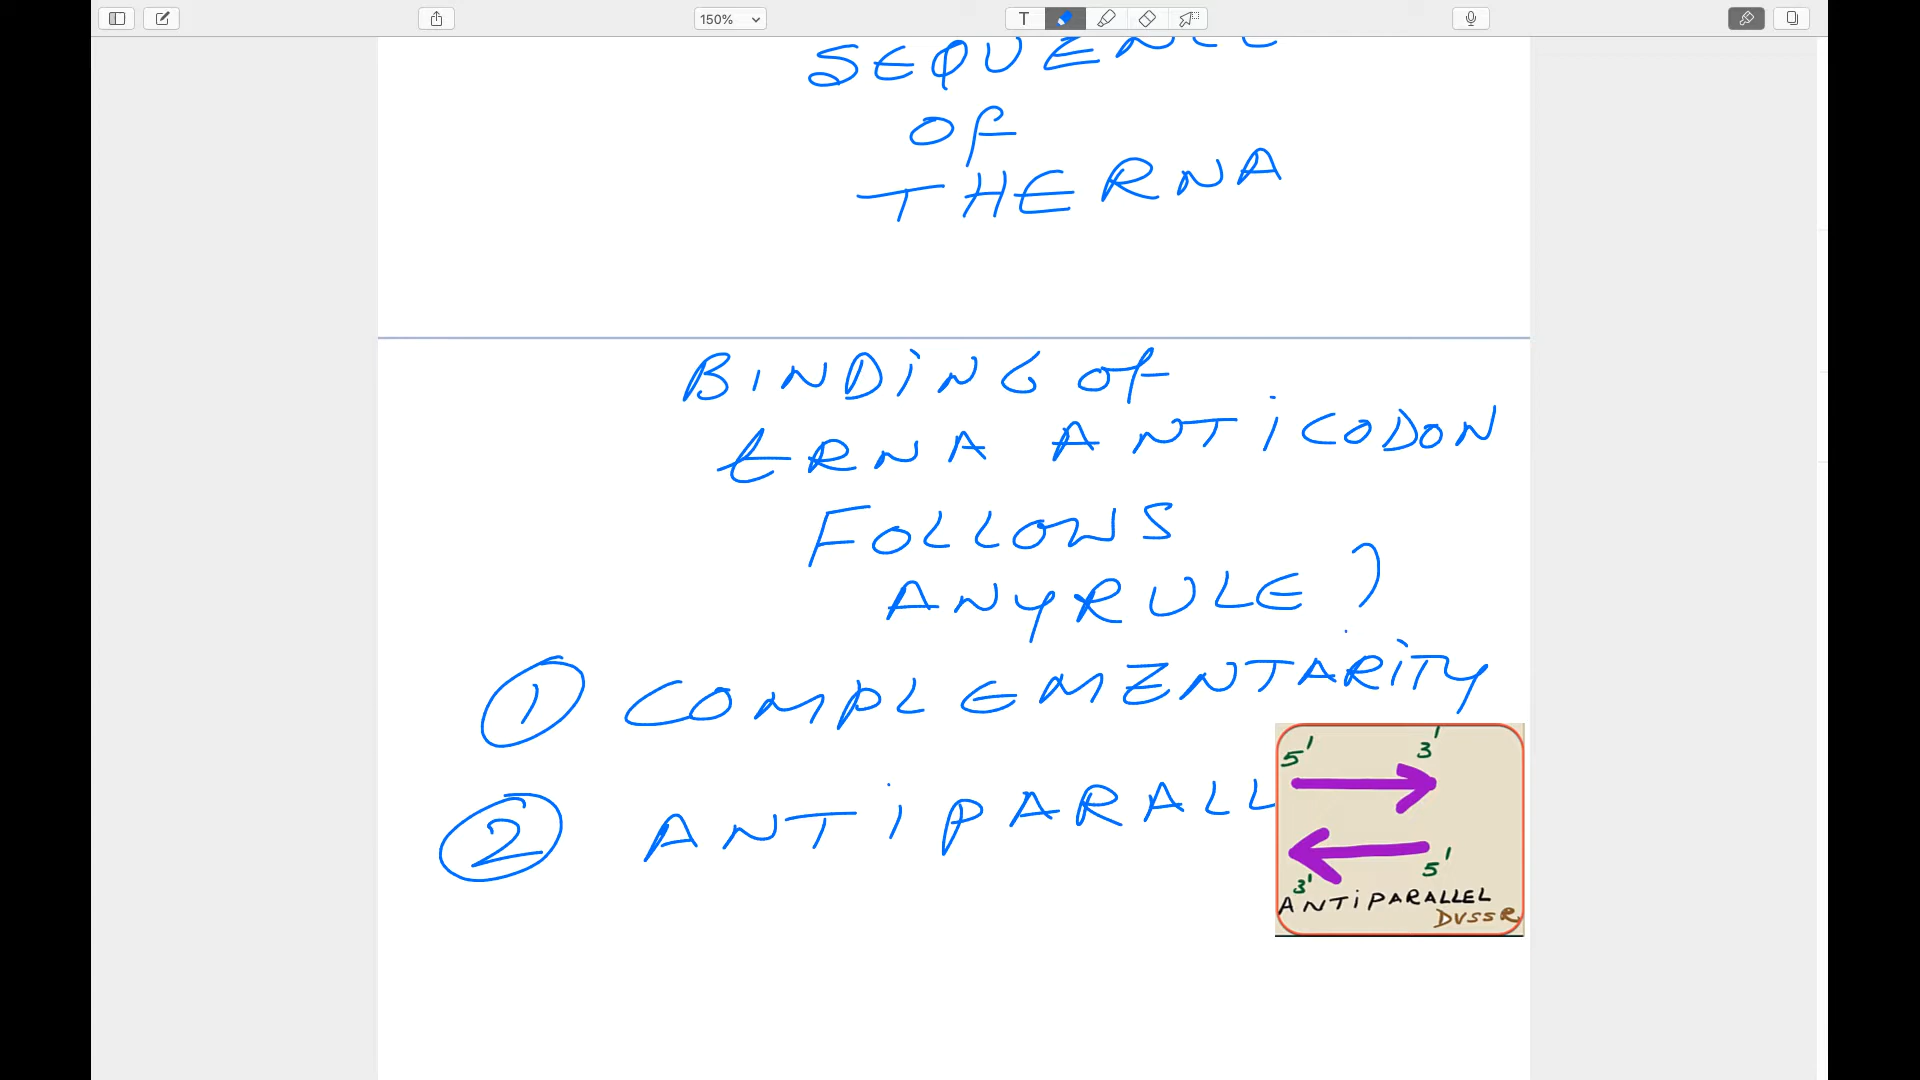 150%
T
SEQUENCE
OF
THE RNA
BINDING OF
tRNA ANTICODON
FOLLOWS
ANY RULE ?
1 COMPLEMENTARITY
2 ANTIPARALL
5' 3'
3' 5'
ANTIPARALLEL
DVSSR